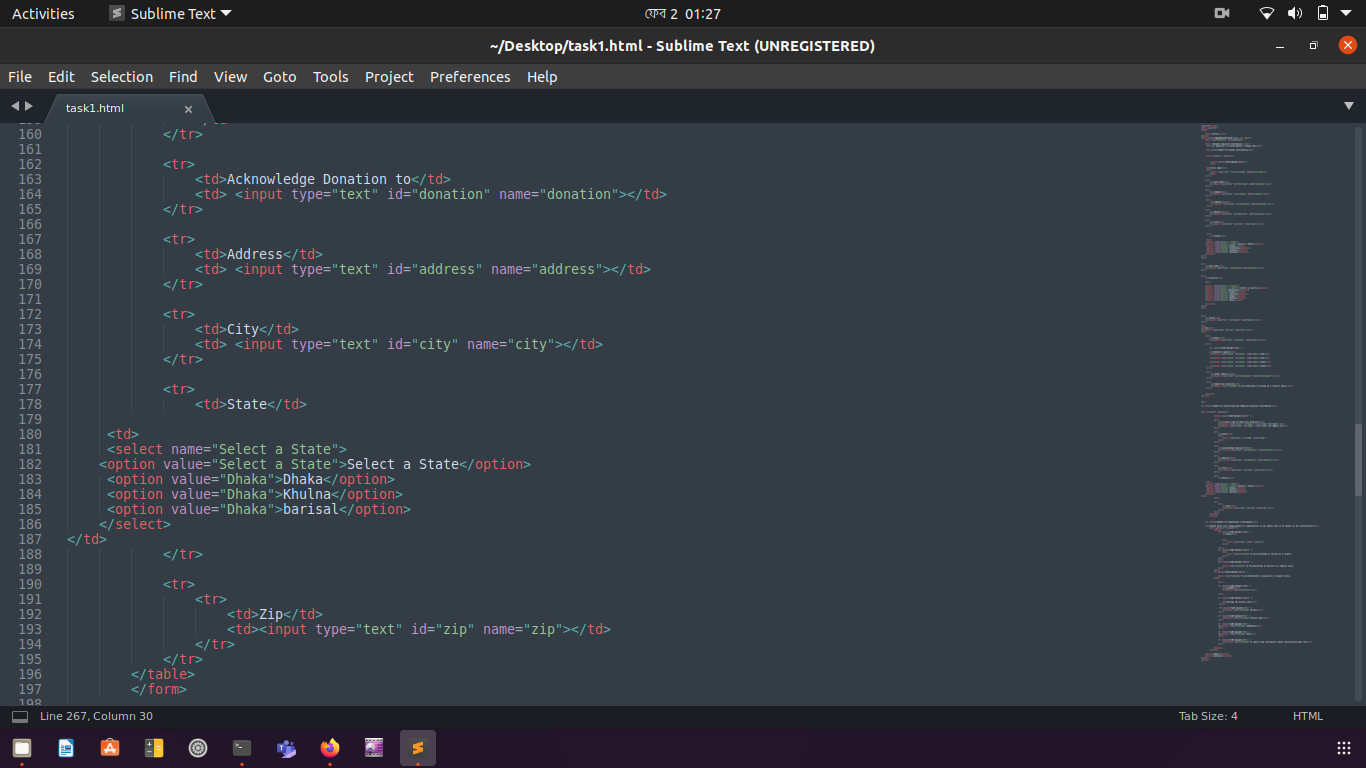 Activities
Sublime Text
ফেব 2 01:27
~/Desktop/task1.html - Sublime Text (UNREGISTERED)
File Edit Selection Find View Goto Tools Project Preferences Help
task1.html
160 </tr>
161
162 <tr>
163 <td>Acknowledge Donation to</td>
164 <td> <input type="text" id="donation" name="donation"></td>
165 </tr>
166
167 <tr>
168 <td>Address</td>
169 <td> <input type="text" id="address" name="address"></td>
170 </tr>
171
172 <tr>
173 <td>City</td>
174 <td> <input type="text" id="city" name="city"></td>
175 </tr>
176
177 <tr>
178 <td>State</td>
179
180 <td>
181 <select name="Select a State">
182 <option value="Select a State">Select a State</option>
183 <option value="Dhaka">Dhaka</option>
184 <option value="Dhaka">Khulna</option>
185 <option value="Dhaka">barisal</option>
186 </select>
187 </td>
188 </tr>
189
190 <tr>
191 <tr>
192 <td>Zip</td>
193 <td><input type="text" id="zip" name="zip"></td>
194 </tr>
195 </tr>
196 </table>
197 </form>
198
Line 267, Column 30
Tab Size: 4
HTML